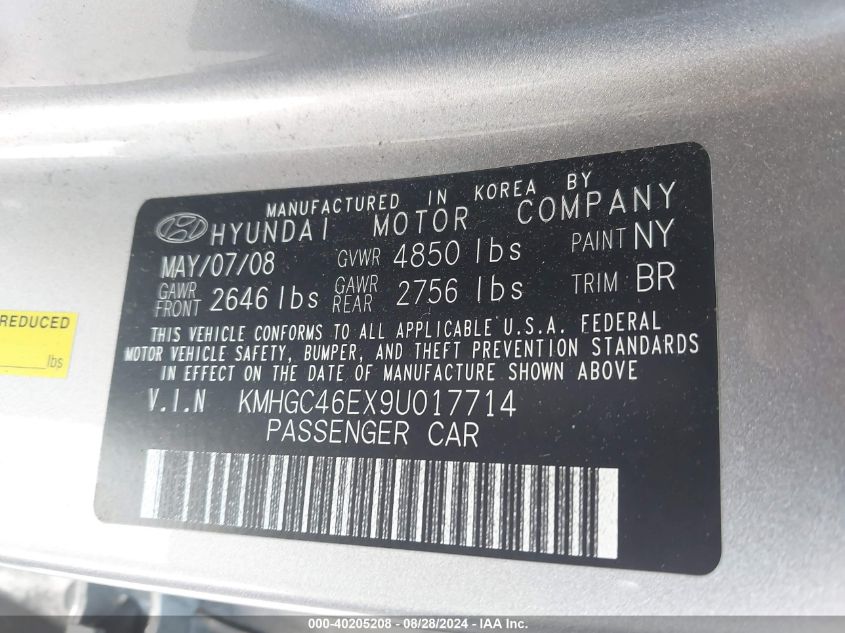 MANUFACTURED IN KOREA BY
HYUNDAI MOTOR COMPANY
MAY/07/08 GVWR 4850 lbs PAINT NY
GAWR FRONT 2646 lbs GAWR REAR 2756 lbs TRIM BR
THIS VEHICLE CONFORMS TO ALL APPLICABLE U.S.A. FEDERAL
MOTOR VEHICLE SAFETY, BUMPER, AND THEFT PREVENTION STANDARDS
IN EFFECT ON THE DATE OF MANUFACTURE SHOWN ABOVE
V.I.N KMHGC46EX9U017714
PASSENGER CAR
REDUCED
lbs
000-40205208 - 08/28/2024 - IAA Inc.